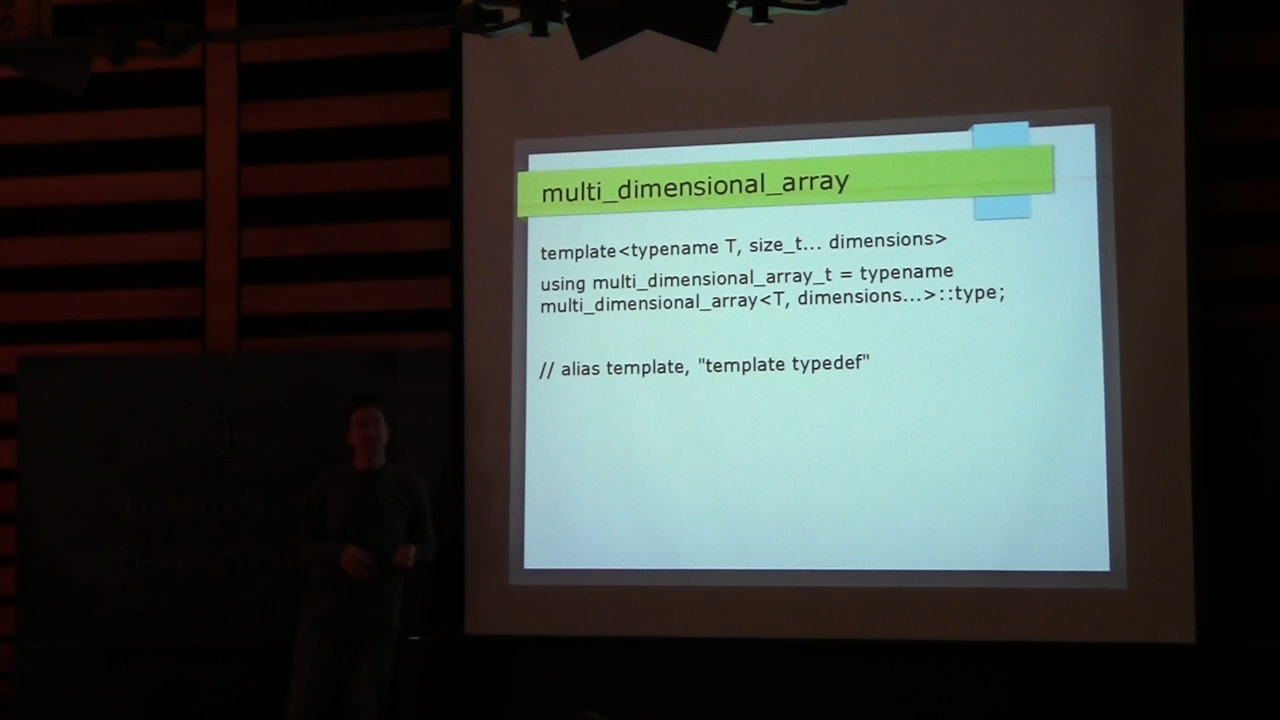 multi_dimensional_array
template<typename T, size_t... dimensions>
using multi_dimensional_array_t = typename
multi_dimensional_array<T, dimensions...>::type;
// alias template, "template typedef"